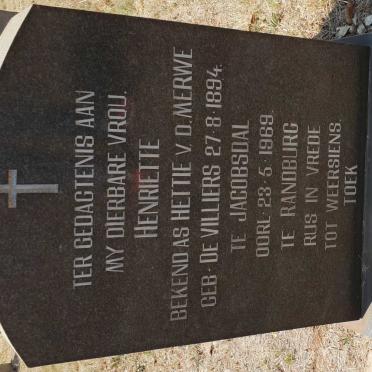 TER GEDAGTENIS AAN
MY DIERBARE VROU,
HENRIETTE
BEKEND AS HETTIE V.D. MERWE
GEB. DE VILLIERS 27·8·1894.
TE JACOBSDAL
OORL. 23·5·1969.
TE RANDBURG
RUS IN VREDE
TOT WEERSIENS.
TOEK